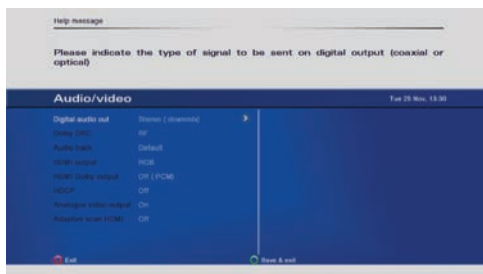 Help message
Please indicate the type of signal to be sent on digital output (coaxial or
optical)
Audio/video
Tue 25 Nov. 13:30
Digital audio out Stereo ( downmix)
Dolby DRC RF
Audio track Default
HDMI output RGB
HDMI Dolby output Off ( PCM)
HDCP Off
Analogue video output On
Adaptive scan HDMI Off
Exit
Save & exit